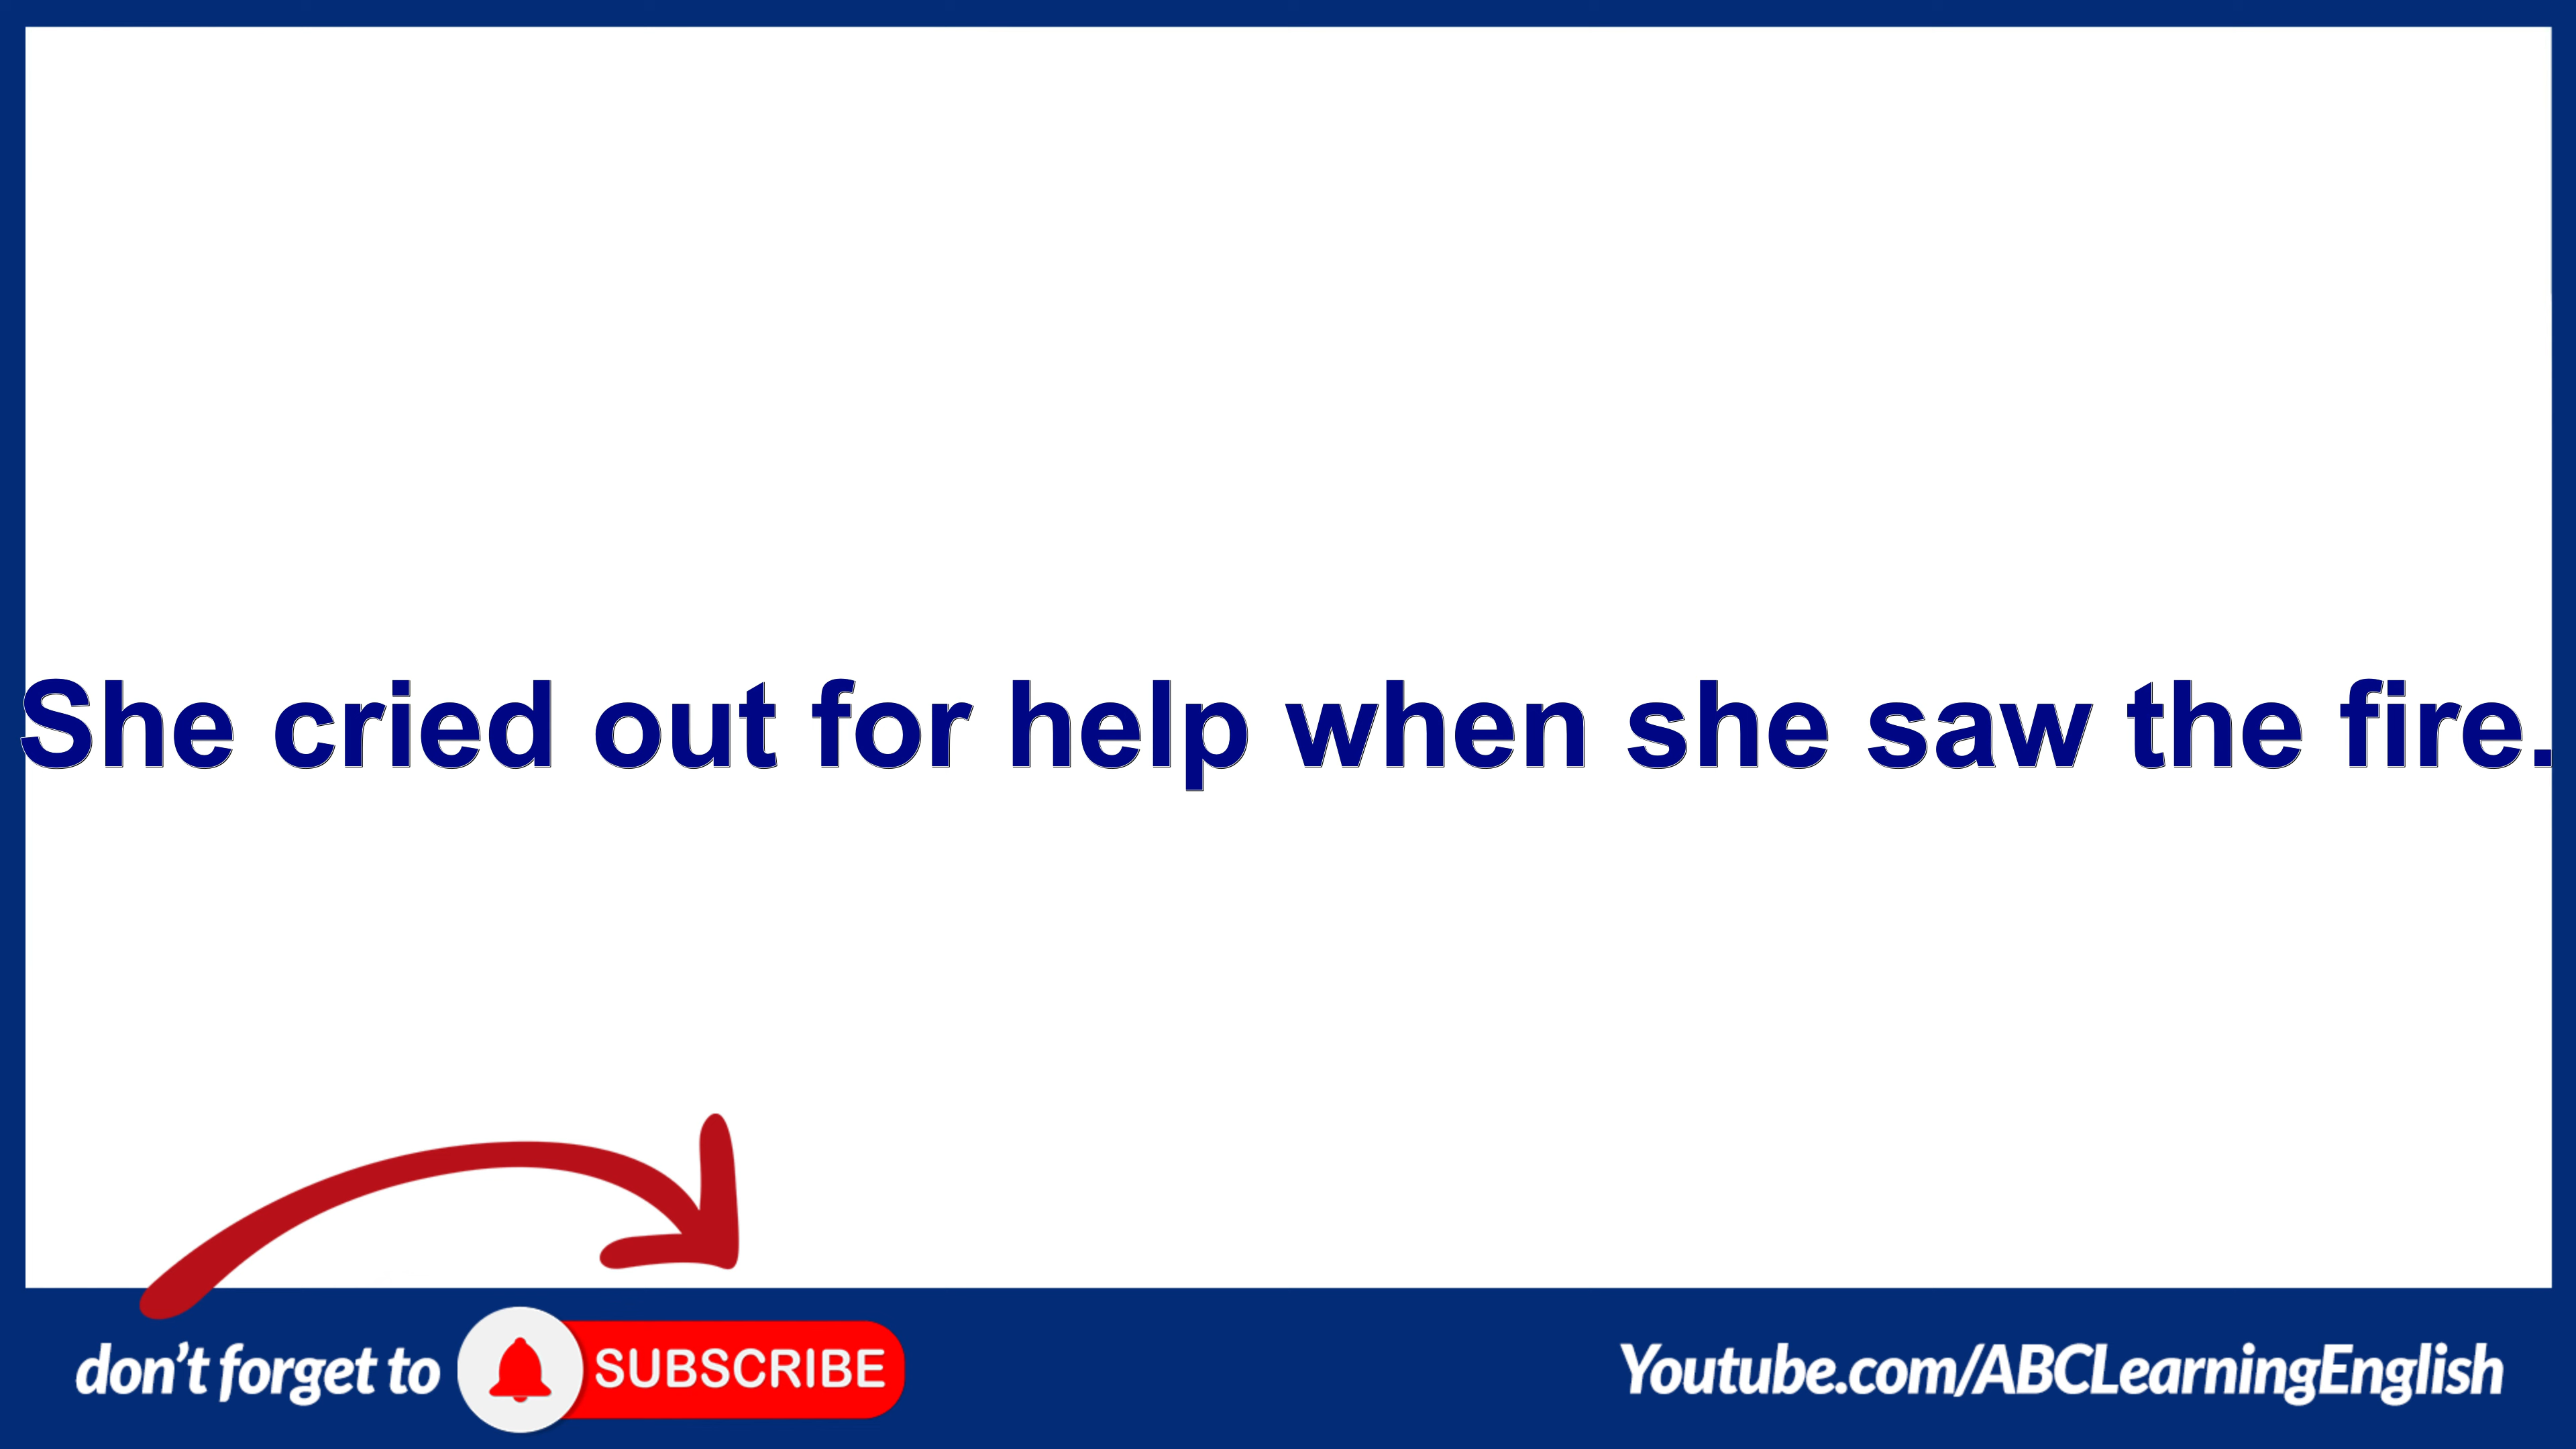 She cried out for help when she saw the fire.
don't forget to SUBSCRIBE
Youtube.com/ABCLearningEnglish